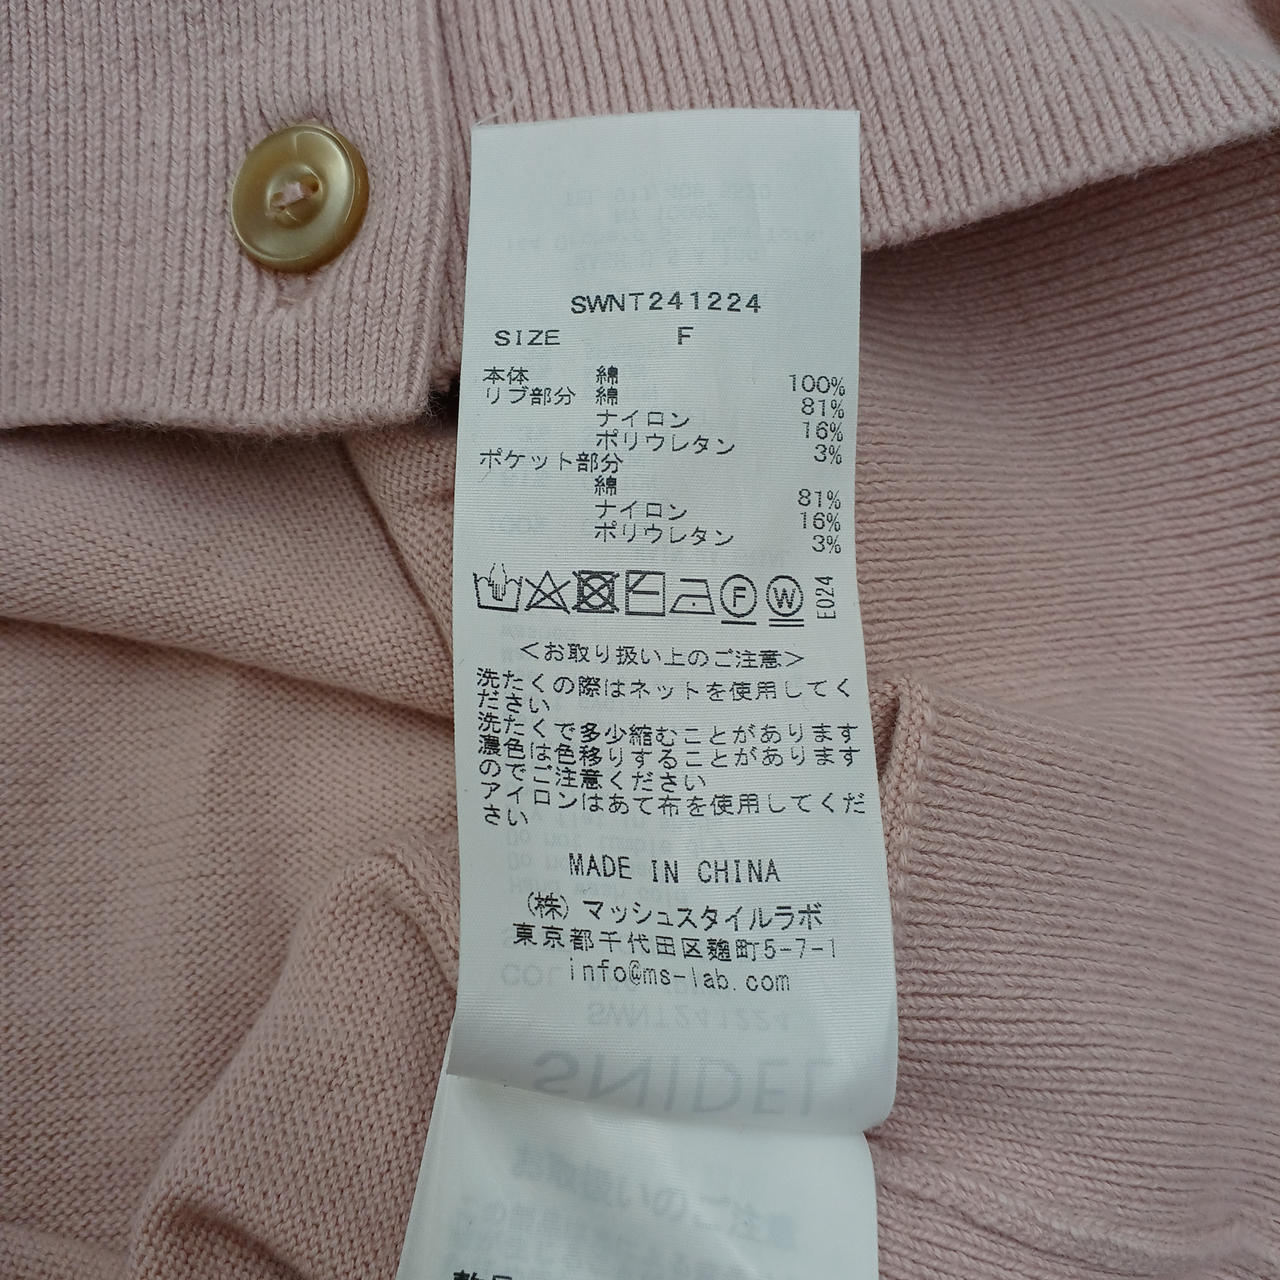 SWNT241224
SIZE F
本体 綿 100%
リブ部分 綿 81%
ナイロン 16%
ポリウレタン 3%
ポケット部分
綿 81%
ナイロン 16%
ポリウレタン 3%
F W E024
<お取り扱い上のご注意>
洗たくの際はネットを使用してく
ださい
洗たくで多少縮むことがあります
濃色は色移りすることがあります
のでご注意ください
アイロンはあて布を使用してくだ
さい
MADE IN CHINA
(株)マッシュスタイルラボ
東京都千代田区麹町5-7-1
info@ms-lab.com
SWNT241224
SNIDEL